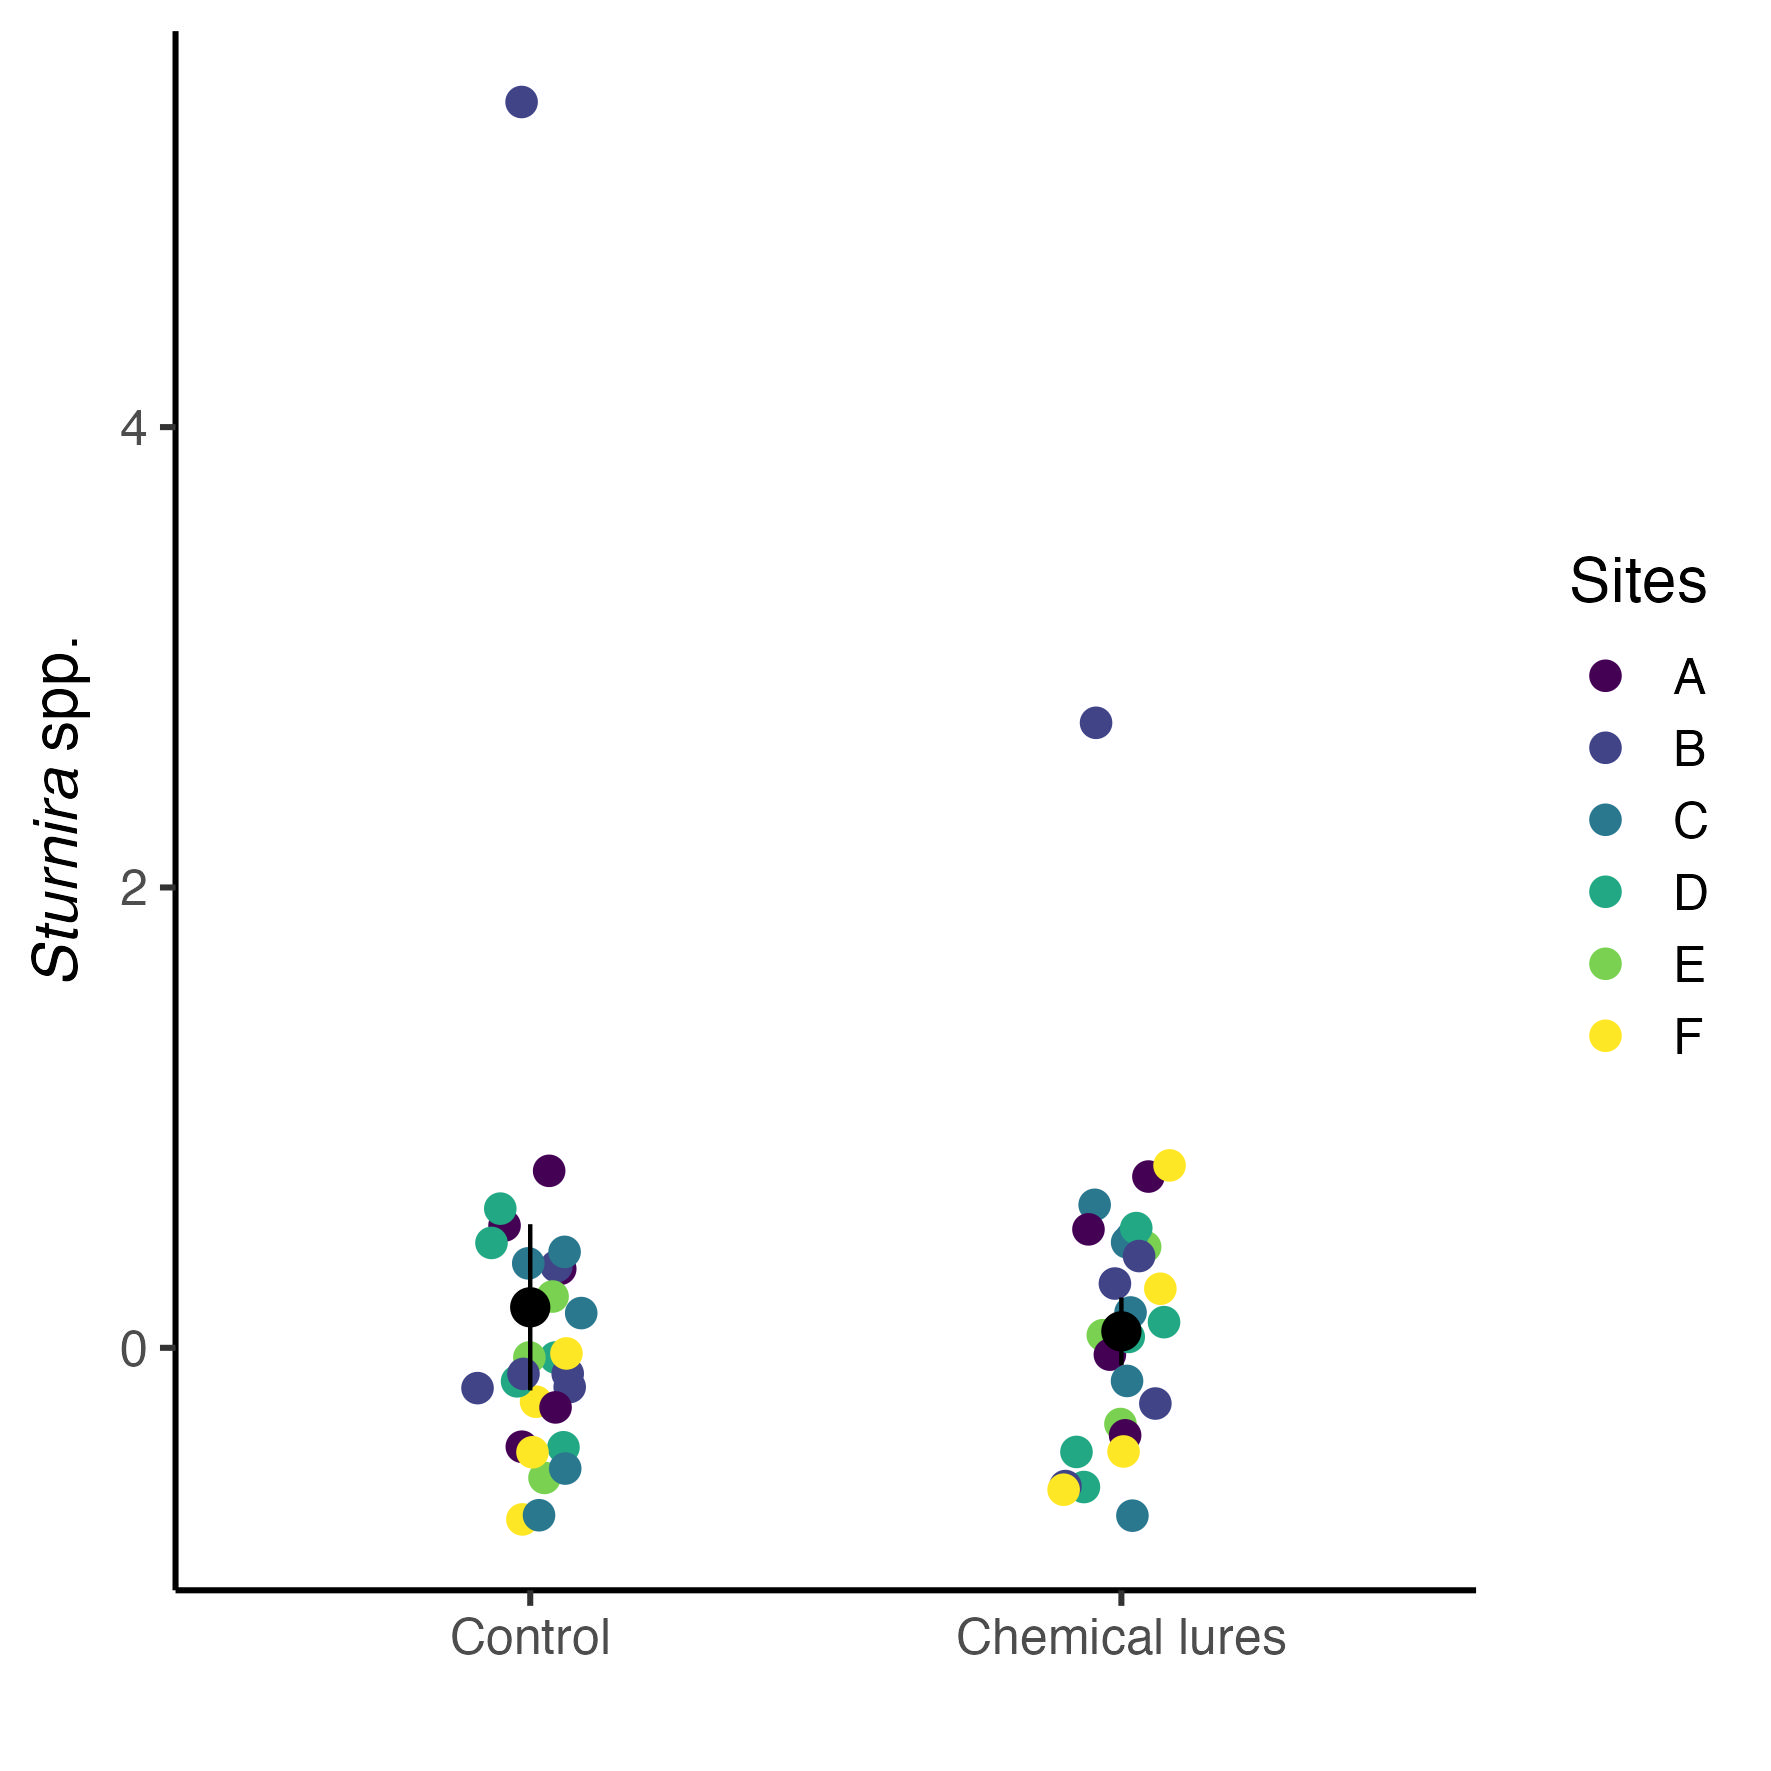 Sturnira spp.
4
2
0
Control
Chemical lures
Sites
A
B
C
D
E
F